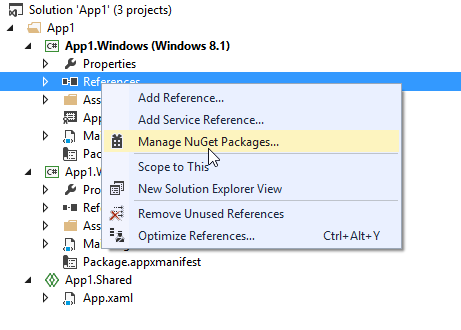 Solution 'App1' (3 projects)
App1
C# App1.Windows (Windows 8.1)
Properties
References
Add Reference...
Ass
Add Service Reference...
App
Manage NuGet Packages...
Ma
Pac
Scope to This
C# App1.W
New Solution Explorer View
Pro
Ref
Remove Unused References
Ass
Optimize References... Ctrl+Alt+Y
Package.appxmanifest
App1.Shared
App.xaml